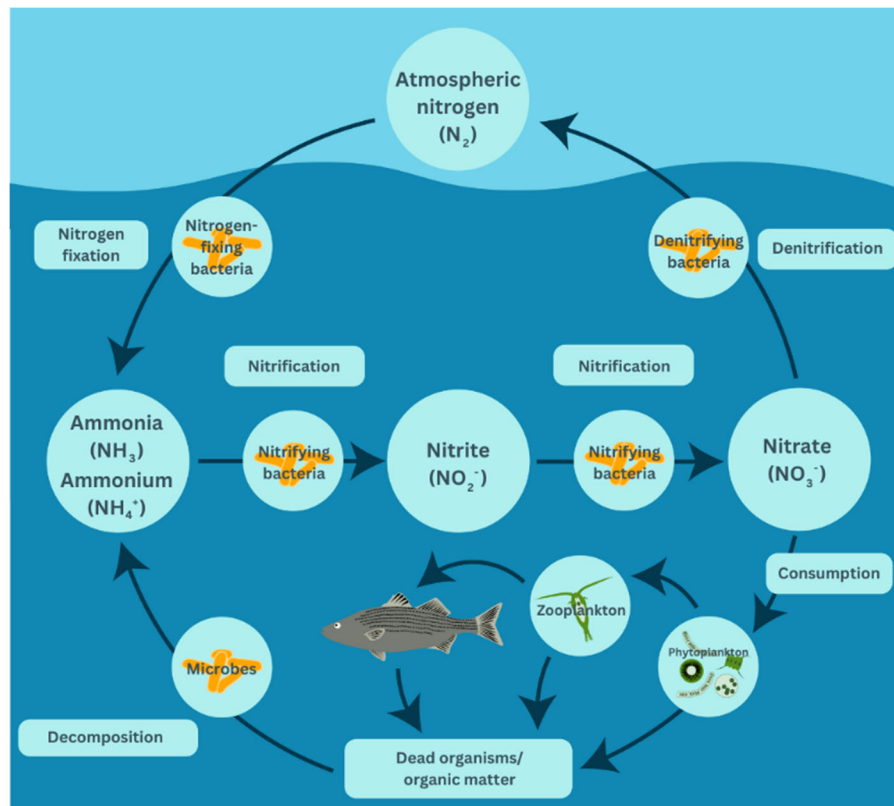 Atmospheric
nitrogen
(N₂)
Nitrogen
fixation
Nitrogen-
fixing
bacteria
Denitrifying
bacteria
Denitrification
Nitrification
Nitrification
Ammonia
(NH₃)
Ammonium
(NH₄⁺)
Nitrifying
bacteria
Nitrite
(NO₂⁻)
Nitrifying
bacteria
Nitrate
(NO₃⁻)
Consumption
Zooplankton
Phytoplankton
Microbes
Decomposition
Dead organisms/
organic matter